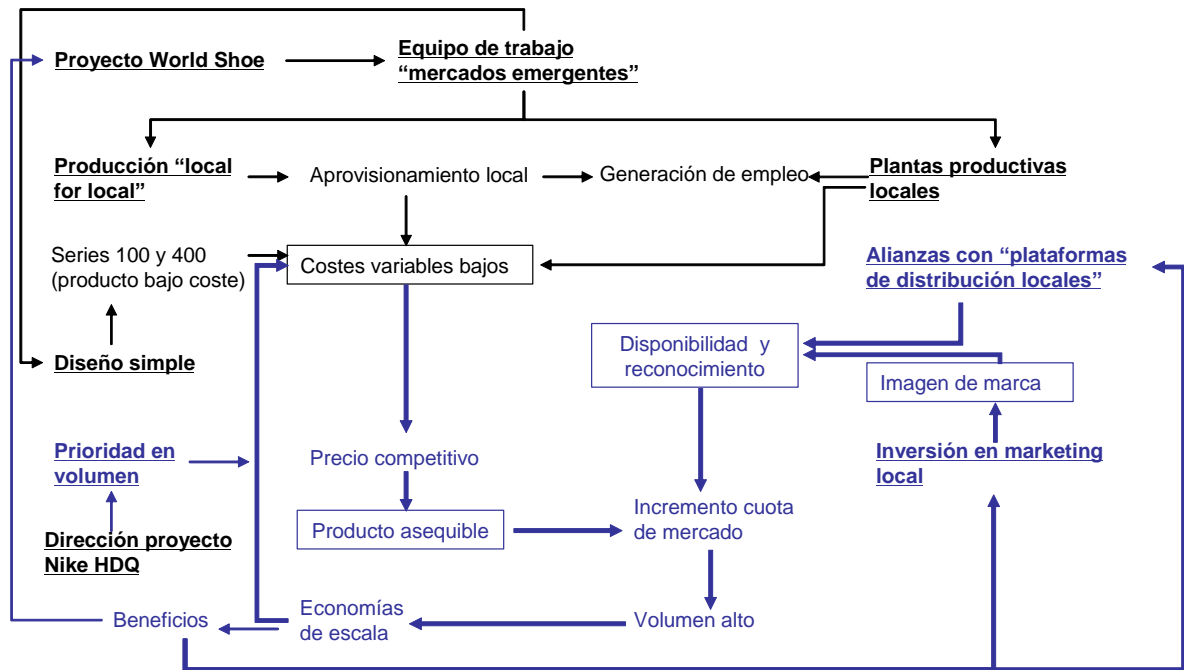 Proyecto World Shoe
Equipo de trabajo
“mercados emergentes”
Producción “local
for local”
Aprovisionamiento local
Generación de empleo
Plantas productivas
locales
Series 100 y 400
(producto bajo coste)
Costes variables bajos
Alianzas con “plataformas
de distribución locales”
Diseño simple
Disponibilidad y
reconocimiento
Imagen de marca
Prioridad en
volumen
Precio competitivo
Inversión en marketing
local
Producto asequible
Incremento cuota
de mercado
Dirección proyecto
Nike HDQ
Beneficios
Economías
de escala
Volumen alto